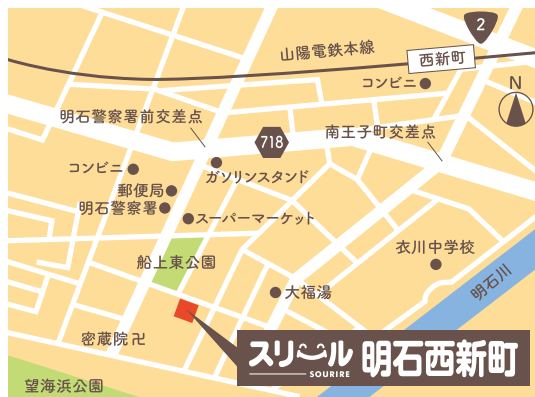 2
山陽電鉄本線
西新町
コンビニ
N
明石警察署前交差点
718
南王子町交差点
コンビニ
ガソリンスタンド
郵便局
明石警察署
スーパーマーケット
衣川中学校
船上東公園
明石川
大福湯
密蔵院卍
スリール 明石西新町
SOURIRE
望海浜公園